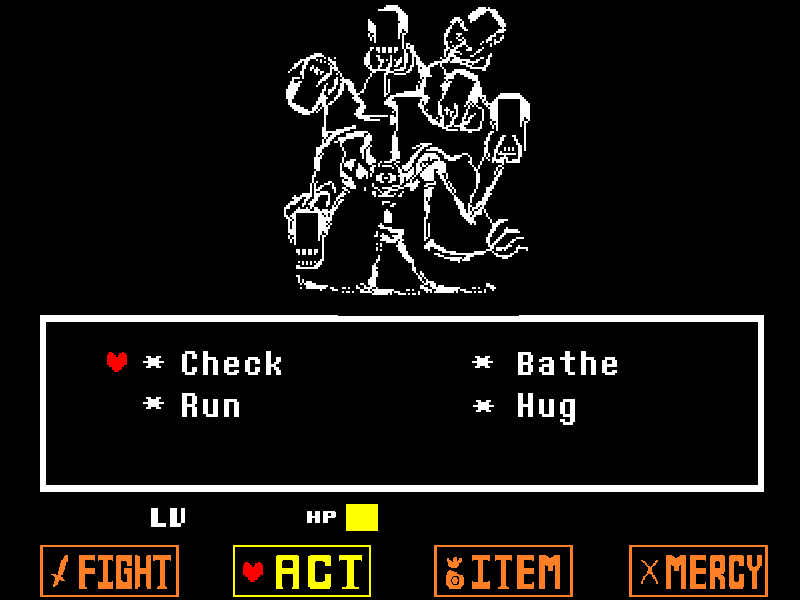 * Check * Bathe
* Run * Hug
LV HP
FIGHT ACT ITEM MERCY